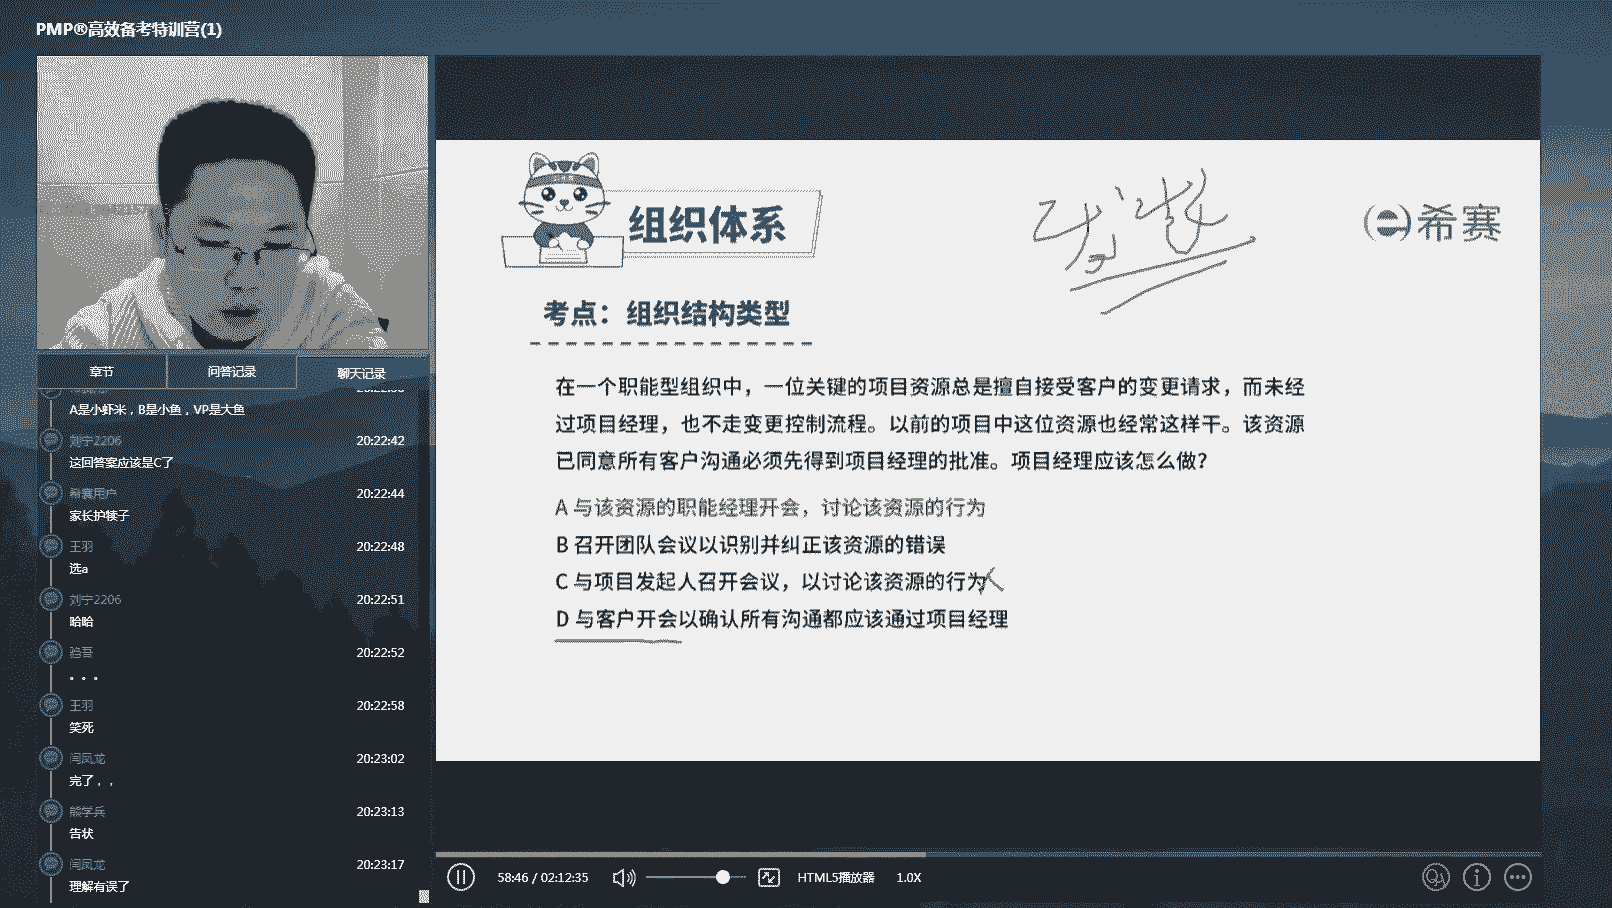 PMP®高效备考特训营(1)
章节
问答记录
聊天记录
A是小虾米，B是小鱼，VP是大鱼
刘宁2206
20:22:42
这回答案应该是C了
希赛用户
20:22:44
家长护犊子
王羽
20:22:48
选a
刘宁2206
20:22:51
哈哈
20:22:52
。。。
王羽
20:22:58
笑死
闫凤龙
20:23:02
完了，，
熊学兵
20:23:13
告状
闫凤龙
20:23:17
理解有误了
组织体系
希赛
考点：组织结构类型
在一个职能型组织中，一位关键的项目资源总是擅自接受客户的变更请求，而未经
过项目经理，也不走变更控制流程。以前的项目中这位资源也经常这样干。该资源
已同意所有客户沟通必须先得到项目经理的批准。项目经理应该怎么做？
A 与该资源的职能经理开会，讨论该资源的行为
B 召开团队会议以识别并纠正该资源的错误
C 与项目发起人召开会议，以讨论该资源的行为
D 与客户开会以确认所有沟通都应该通过项目经理
58:46 / 02:12:35
HTML5播放器
1.0X